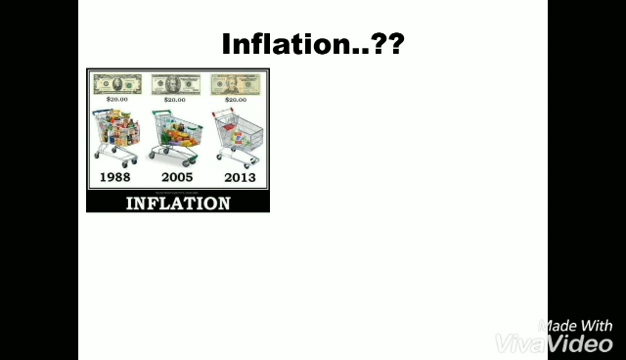 Inflation..??
$20.00 $20.00 $20.00
1988 2005 2013
INFLATION
Made With
VivaVideo